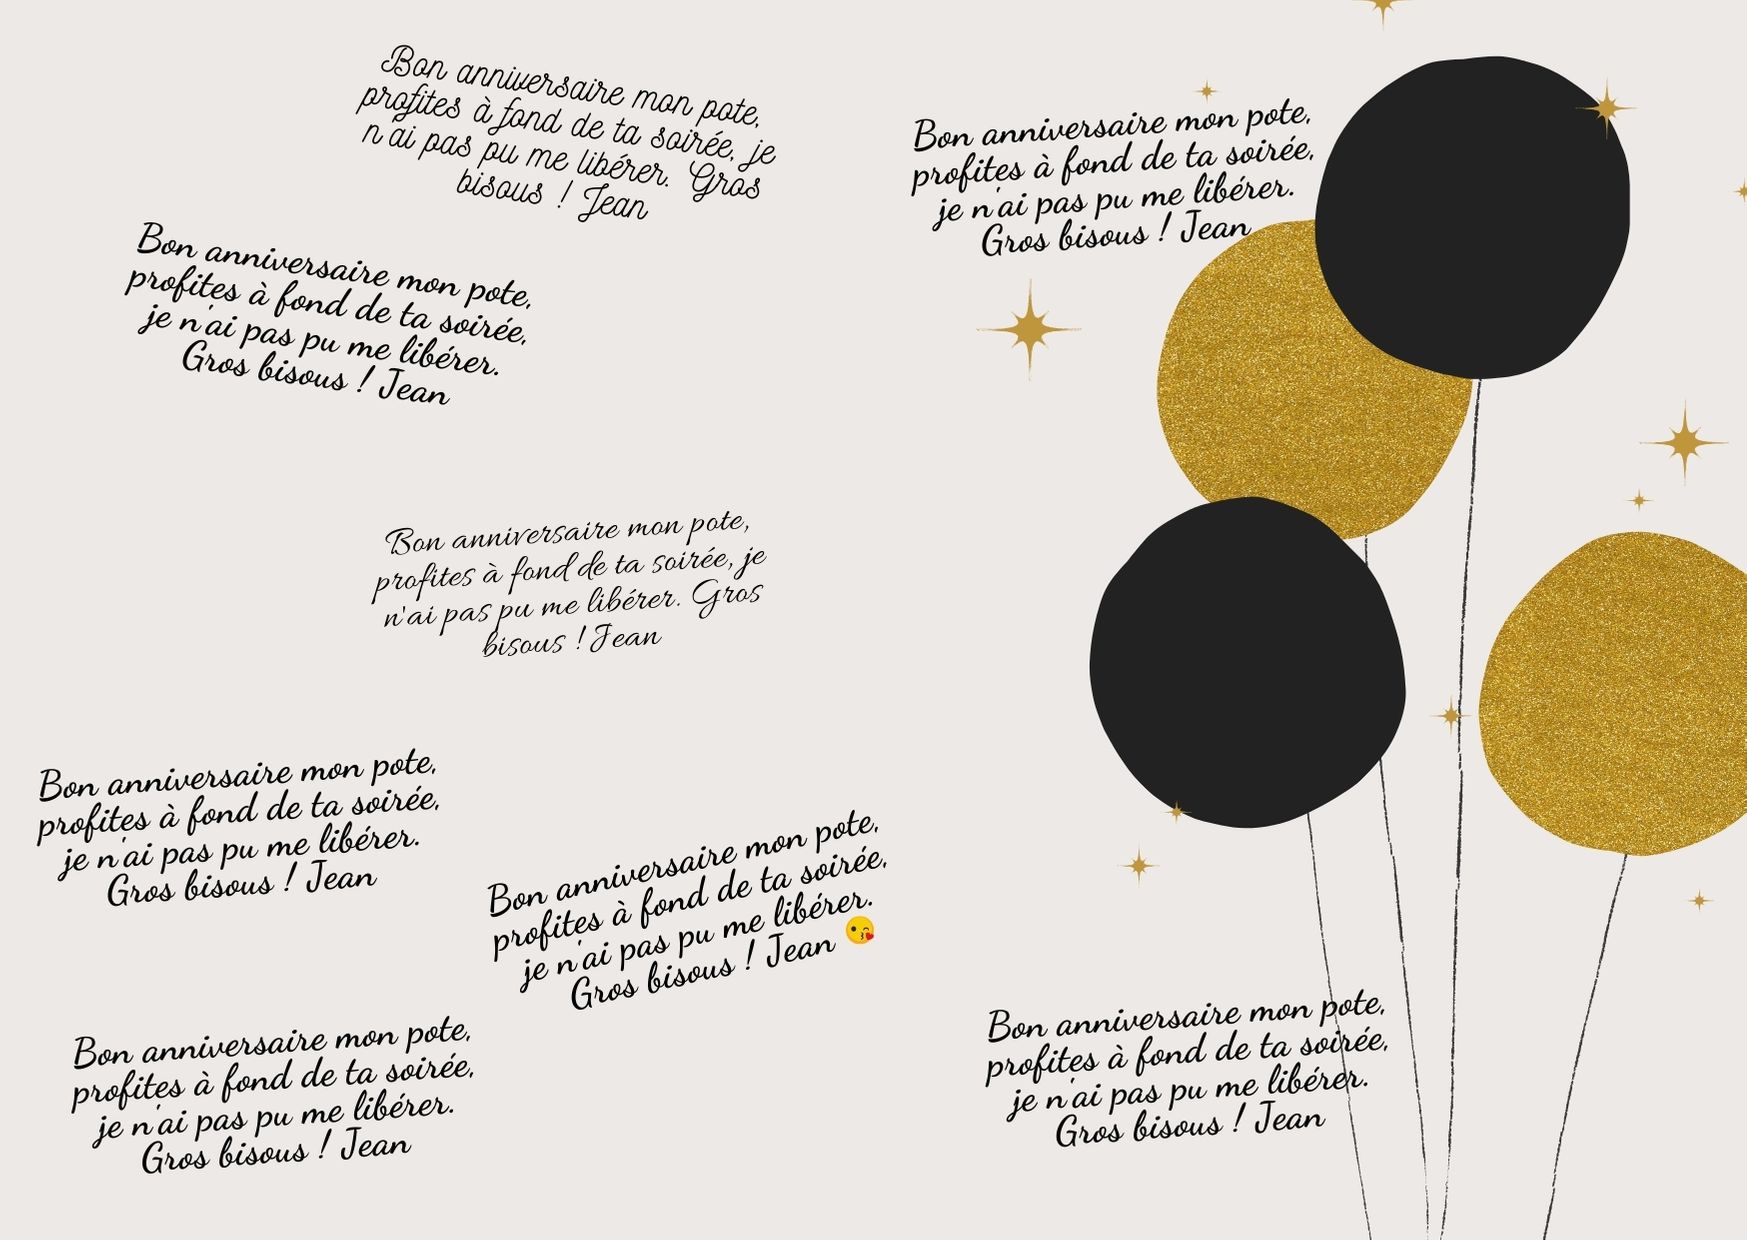 Bon anniversaire mon pote,
profites à fond de ta soirée, je
n'ai pas pu me libérer. Gros
bisous ! Jean
Bon anniversaire mon pote,
profites à fond de ta soirée,
je n'ai pas pu me libérer.
Gros bisous ! Jean
Bon anniversaire mon pote,
profites à fond de ta soirée,
je n'ai pas pu me libérer.
Gros bisous ! Jean
Bon anniversaire mon pote,
profites à fond de ta soirée, je
n'ai pas pu me libérer. Gros
bisous ! Jean
Bon anniversaire mon pote,
profites à fond de ta soirée,
je n'ai pas pu me libérer.
Gros bisous ! Jean
Bon anniversaire mon pote,
profites à fond de ta soirée,
je n'ai pas pu me libérer.
Gros bisous ! Jean 😘
Bon anniversaire mon pote,
profites à fond de ta soirée,
je n'ai pas pu me libérer.
Gros bisous ! Jean
Bon anniversaire mon pote,
profites à fond de ta soirée,
je n'ai pas pu me libérer.
Gros bisous ! Jean